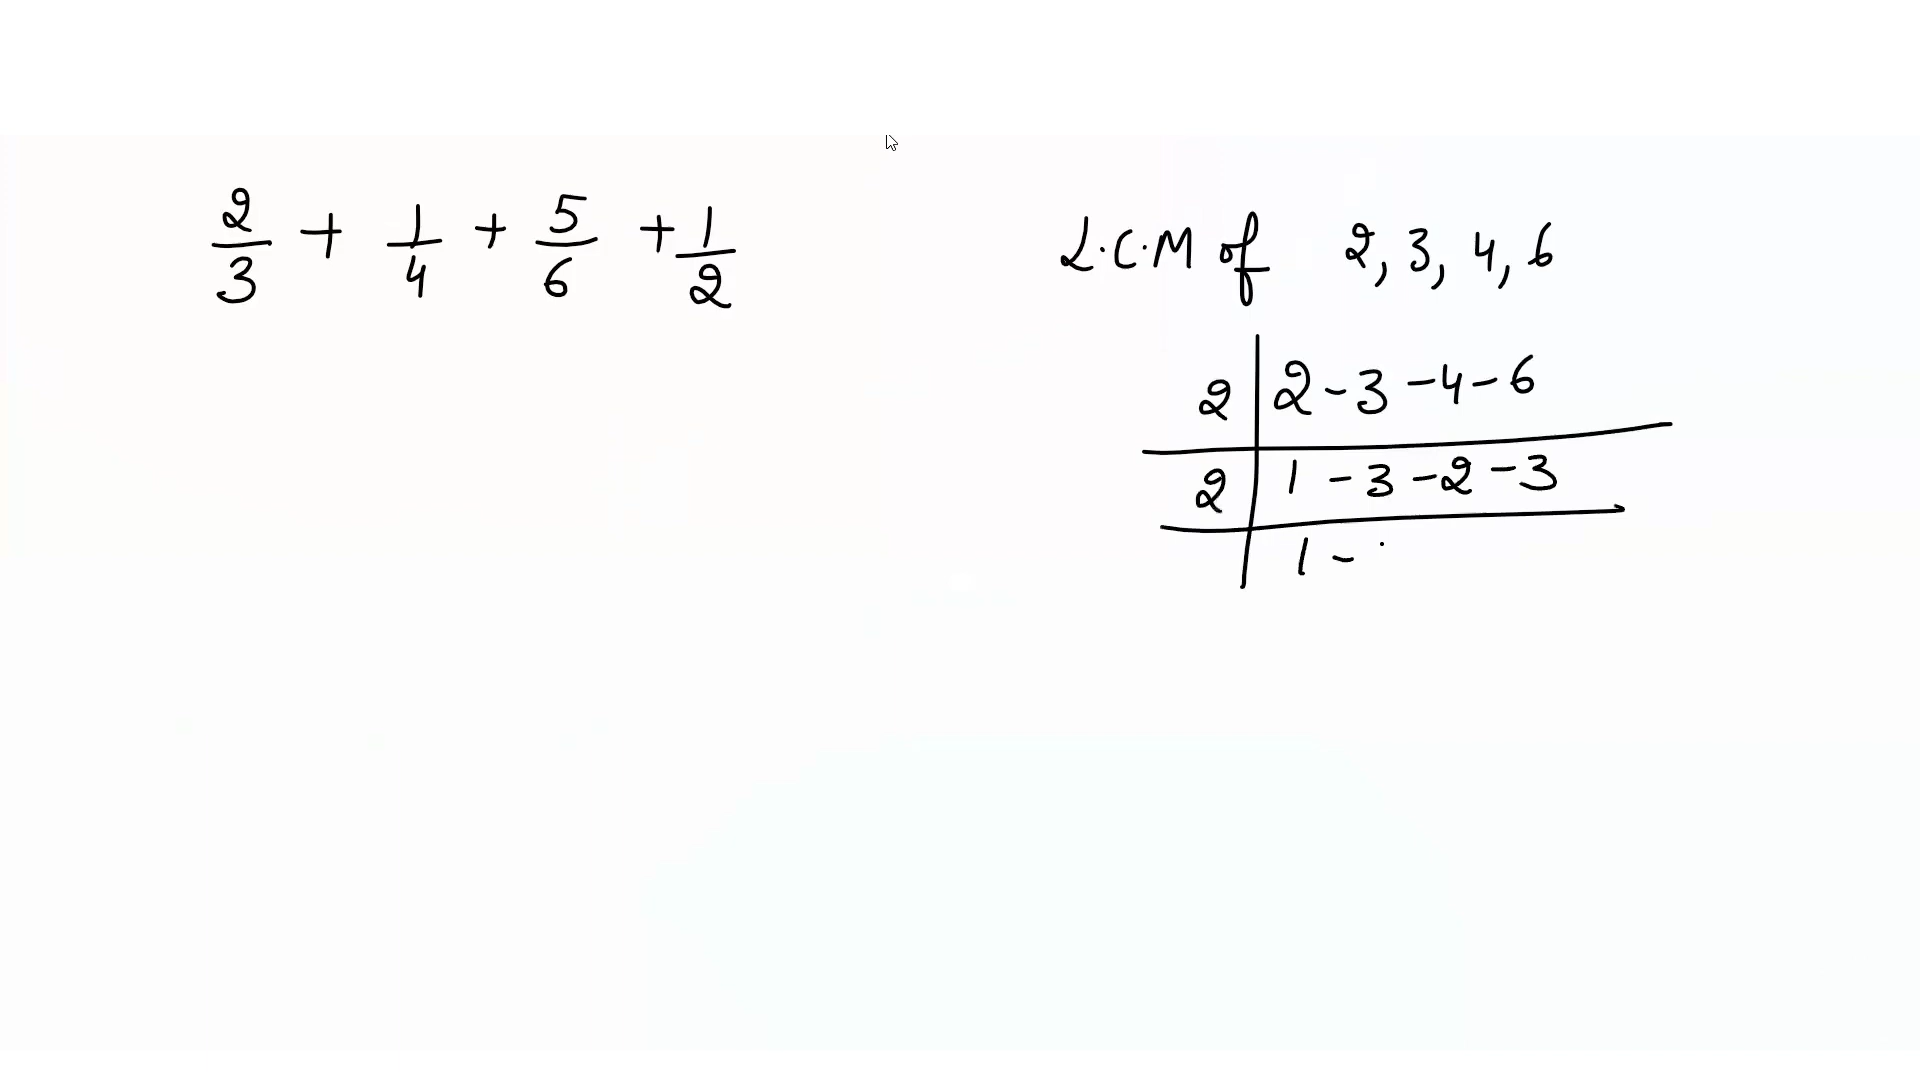 2/3 + 1/4 + 5/6 + 1/2
L.C.M of 2, 3, 4, 6
2 | 2 - 3 - 4 - 6
2 | 1 - 3 - 2 - 3
1 -